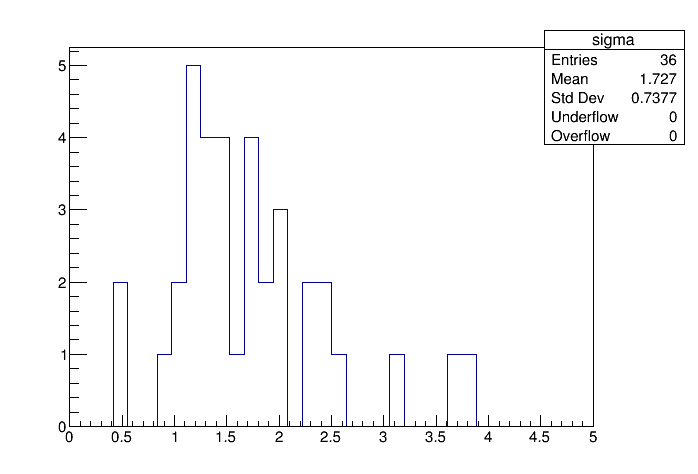 sigma
Entries 36
Mean 1.727
Std Dev 0.7377
Underflow 0
Overflow 0
5
4
3
2
1
0
0 0.5 1 1.5 2 2.5 3 3.5 4 4.5 5